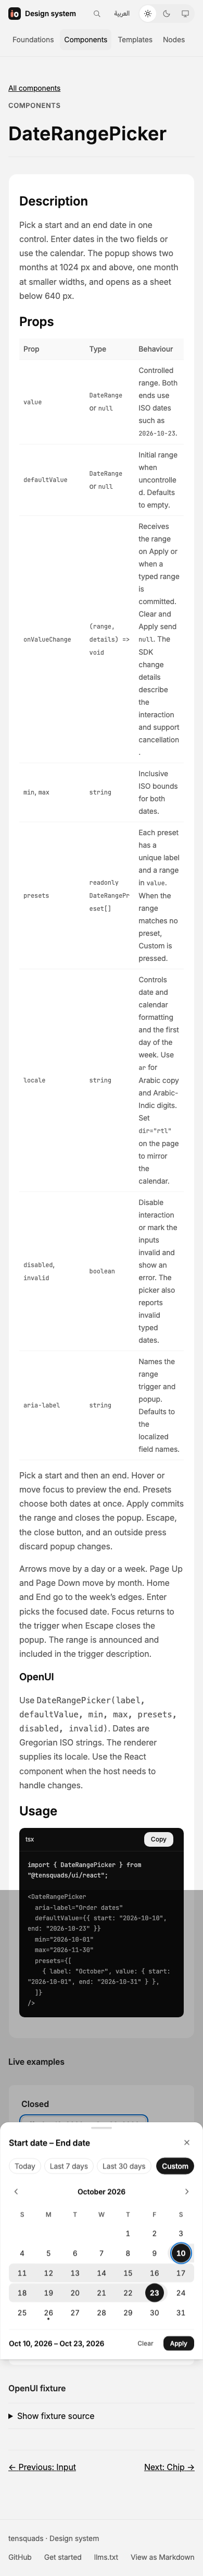 Design system
العربية
Foundations Components Templates Nodes
All components
COMPONENTS
DateRangePicker
Description
Pick a start and an end date in one
control. Enter dates in the two fields or
use the calendar. The popup shows two
months at 1024 px and above, one month
at smaller widths, and opens as a sheet
below 640 px.
Props
Prop Type Behaviour
value
DateRange
or null
Controlled
range. Both
ends use
ISO dates
such as
2026-10-23.
defaultValue
DateRange
or null
Initial range
when
uncontrolle
d. Defaults
to empty.
onValueChange
(range,
details) =>
void
Receives
the range
on Apply or
when a
typed range
is
committed.
Clear and
Apply send
null. The
SDK
change
details
describe
the
interaction
and support
cancellation
.
min, max
string
Inclusive
ISO bounds
for both
dates.
presets
readonly
DateRangePr
eset[]
Each preset
has a
unique label
and a range
in value.
When the
range
matches no
preset,
Custom is
pressed.
locale
string
Controls
date and
calendar
formatting
and the first
day of the
week. Use
ar for
Arabic copy
and Arabic-
Indic digits.
Set
dir="rtl"
on the page
to mirror
the
calendar.
disabled,
invalid
boolean
Disable
interaction
or mark the
inputs
invalid and
show an
error. The
picker also
reports
invalid
typed
dates.
aria-label
string
Names the
range
trigger and
popup.
Defaults to
the
localized
field names.
Pick a start and then an end. Hover or
move focus to preview the end. Presets
choose both dates at once. Apply commits
the range and closes the popup. Escape,
the close button, and an outside press
discard popup changes.
Arrows move by a day or a week. Page Up
and Page Down move by month. Home
and End go to the week's edges. Enter
picks the focused date. Focus returns to
the trigger when Escape closes the
popup. The range is announced and
included in the trigger description.
OpenUI
Use DateRangePicker(label,
defaultValue, min, max, presets,
disabled, invalid). Dates are
Gregorian ISO strings. The renderer
supplies its locale. Use the React
component when the host needs to
handle changes.
Usage
tsx Copy
import { DateRangePicker } from
"@tensquads/ui/react";
<DateRangePicker
aria-label="Order dates"
defaultValue={{ start: "2026-10-10",
end: "2026-10-23" }}
min="2026-10-01"
max="2026-11-30"
presets={[
{ label: "October", value: { start:
"2026-10-01", end: "2026-10-31" } },
]}
/>
Live examples
Closed
Start date – End date
Today Last 7 days Last 30 days Custom
October 2026
S M T W T F S
1 2 3
4 5 6 7 8 9 10
11 12 13 14 15 16 17
18 19 20 21 22 23 24
25 26 27 28 29 30 31
Oct 10, 2026 – Oct 23, 2026 Clear Apply
OpenUI fixture
Show fixture source
← Previous: Input Next: Chip →
tensquads · Design system
GitHub Get started llms.txt View as Markdown